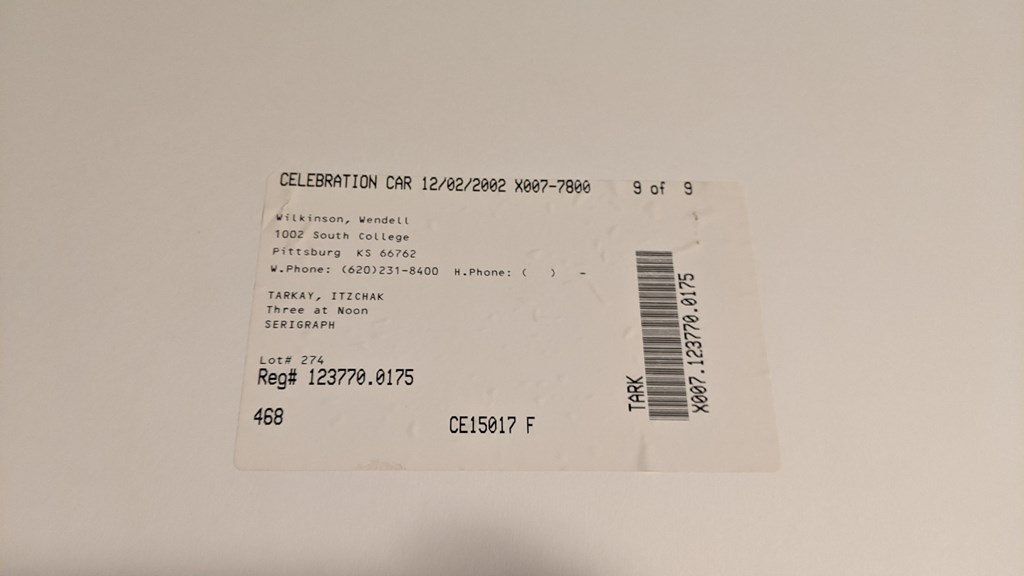 CELEBRATION CAR 12/02/2002 X007-7800 9 of 9
Wilkinson, Wendell
1002 South College
Pittsburg KS 66762
W.Phone: (620)231-8400 H.Phone: ( ) -
TARKAY, ITZCHAK
Three at Noon
SERIGRAPH
Lot# 274
Reg# 123770.0175
468 CE15017 F
TARK
X007.123770.0175